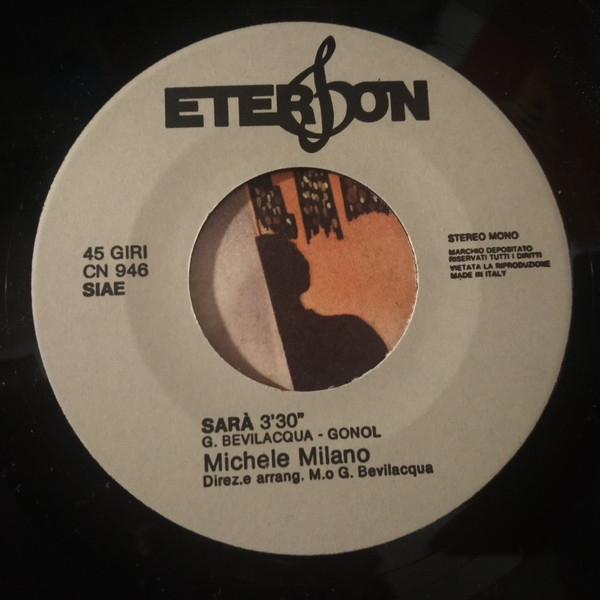 ETERSON
45 GIRI
CN 946
SIAE
STEREO MONO
MARCHIO DEPOSITATO
RISERVATI TUTTI I DIRITTI
VIETATA LA RIPRODUZIONE
MADE IN ITALY
SARÀ 3'30”
G. BEVILACQUA - GONOL
Michele Milano
Direz.e arrang. M.o G. Bevilacqua